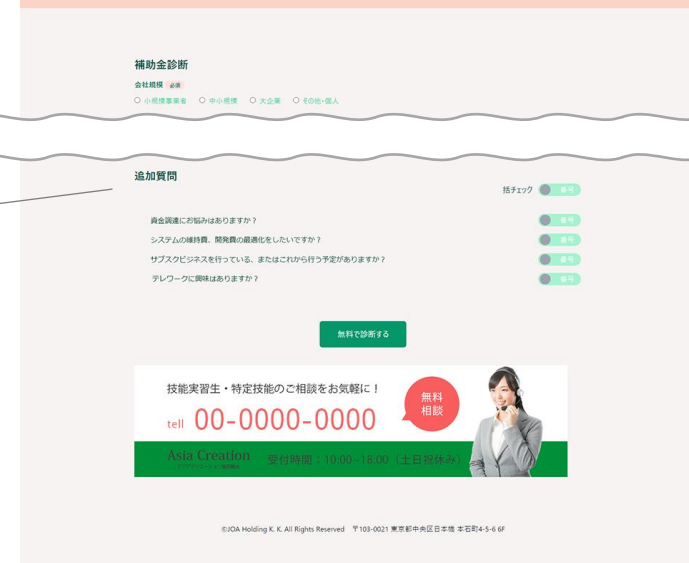 補助金診断
会社規模 必須
小規模事業者 中小規模 大企業 その他・個人
追加質問
括チェック 番号
資金調達にお悩みはありますか？ 番号
システムの維持費、開発費の最適化をしたいですか？ 番号
サブスクビジネスを行っている、またはこれから行う予定がありますか？ 番号
テレワークに興味はありますか？ 番号
無料で診断する
技能実習生・特定技能のご相談をお気軽に！
無料
相談
tell 00-0000-0000
Asia Creation 受付時間：10:00~18:00（土日祝休み）
©JOA Holding K. K. All Rights Reserved 〒103-0021 東京都中央区日本橋 本石町4-5-6 6F